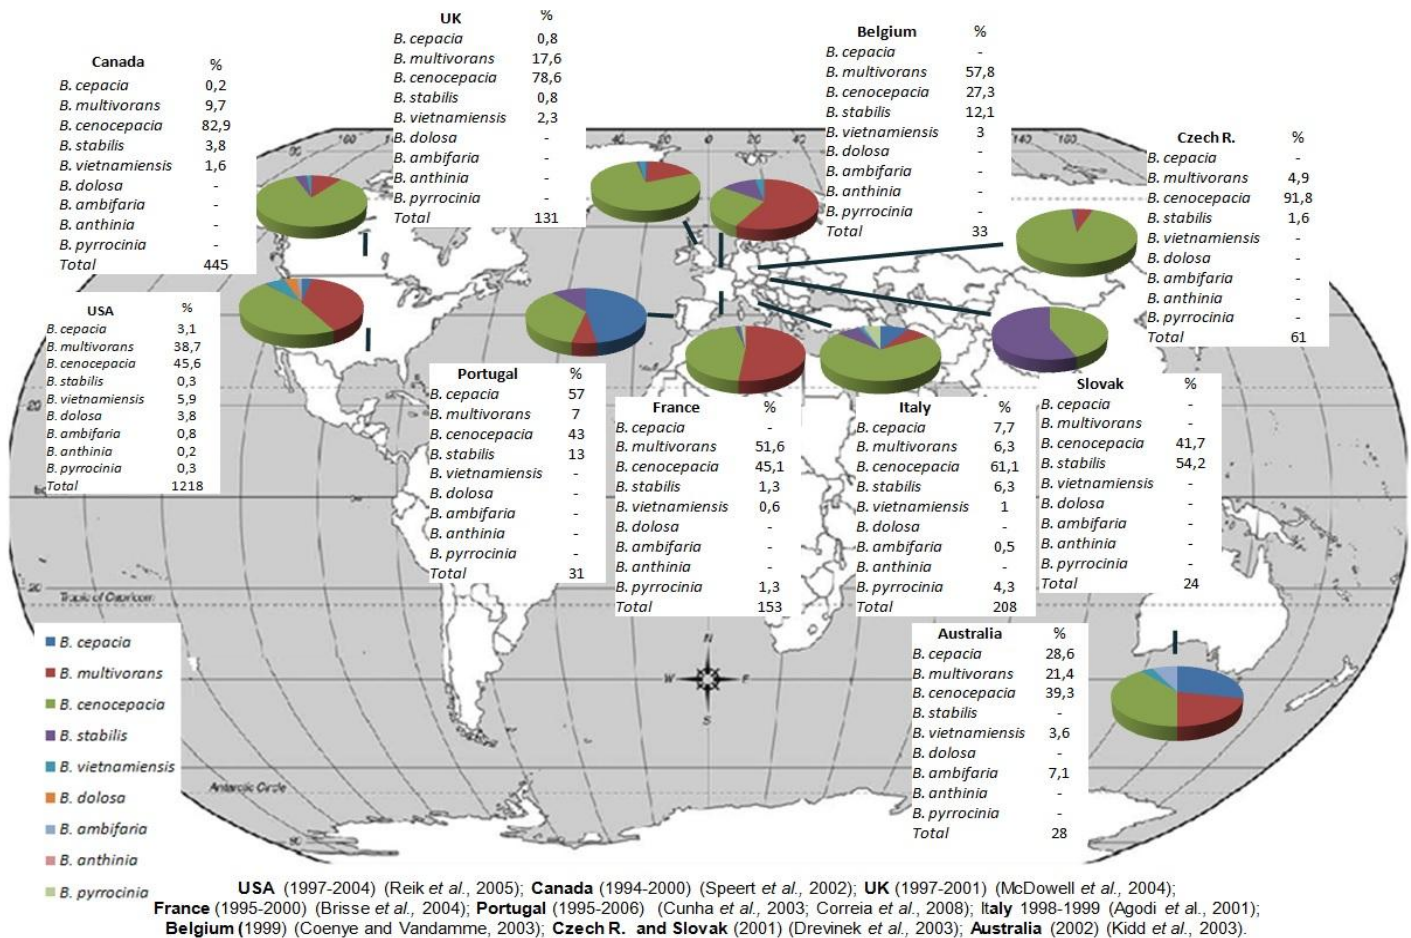 Canada %
B. cepacia 0,2
B. multivorans 9,7
B. cenocepacia 82,9
B. stabilis 3,8
B. vietnamiensis 1,6
B. dolosa -
B. ambifaria -
B. anthinia -
B. pyrrocinia -
Total 445
UK %
B. cepacia 0,8
B. multivorans 17,6
B. cenocepacia 78,6
B. stabilis 0,8
B. vietnamiensis 2,3
B. dolosa -
B. ambifaria -
B. anthinia -
B. pyrrocinia -
Total 131
Belgium %
B. cepacia -
B. multivorans 57,8
B. cenocepacia 27,3
B. stabilis 12,1
B. vietnamiensis 3
B. dolosa -
B. ambifaria -
B. anthinia -
B. pyrrocinia -
Total 33
Czech R. %
B. cepacia -
B. multivorans 4,9
B. cenocepacia 91,8
B. stabilis 1,6
B. vietnamiensis -
B. dolosa -
B. ambifaria -
B. anthinia -
B. pyrrocinia -
Total 61
160 40 20 0 20 40 140 160
USA %
B. cepacia 3,1
B. multivorans 38,7
B. cenocepacia 45,6
B. stabilis 0,3
B. vietnamiensis 5,9
B. dolosa 3,8
B. ambifaria 0,8
B. anthinia 0,2
B. pyrrocinia 0,3
Total 1218
Portugal %
B. cepacia 57
B. multivorans 7
B. cenocepacia 43
B. stabilis 13
B. vietnamiensis -
B. dolosa -
B. ambifaria -
B. anthinia -
B. pyrrocinia -
Total 31
France %
B. cepacia -
B. multivorans 51,6
B. cenocepacia 45,1
B. stabilis 1,3
B. vietnamiensis 0,6
B. dolosa -
B. ambifaria -
B. anthinia -
B. pyrrocinia 1,3
Total 153
Italy %
B. cepacia 7,7
B. multivorans 6,3
B. cenocepacia 61,1
B. stabilis 6,3
B. vietnamiensis 1
B. dolosa -
B. ambifaria 0,5
B. anthinia -
B. pyrrocinia 4,3
Total 208
Slovak %
B. cepacia -
B. multivorans -
B. cenocepacia 41,7
B. stabilis 54,2
B. vietnamiensis -
B. dolosa -
B. ambifaria -
B. anthinia -
B. pyrrocinia -
Total 24
20
20
Tropic of Capricorn
Australia %
B. cepacia 28,6
B. multivorans 21,4
B. cenocepacia 39,3
B. stabilis -
B. vietnamiensis 3,6
B. dolosa -
B. ambifaria 7,1
B. anthinia -
B. pyrrocinia -
Total 28
N
W
S
B. cepacia
B. multivorans
B. cenocepacia
B. stabilis
B. vietnamiensis
B. dolosa
B. ambifaria
B. anthinia
B. pyrrocinia
Antarctic Circle
USA (1997-2004) (Reik et al., 2005); Canada (1994-2000) (Speert et al., 2002); UK (1997-2001) (McDowell et al., 2004);
France (1995-2000) (Brisse et al., 2004); Portugal (1995-2006) (Cunha et al., 2003; Correia et al., 2008); Italy 1998-1999 (Agodi et al., 2001);
Belgium (1999) (Coenye and Vandamme, 2003); Czech R. and Slovak (2001) (Drevinek et al., 2003); Australia (2002) (Kidd et al., 2003).